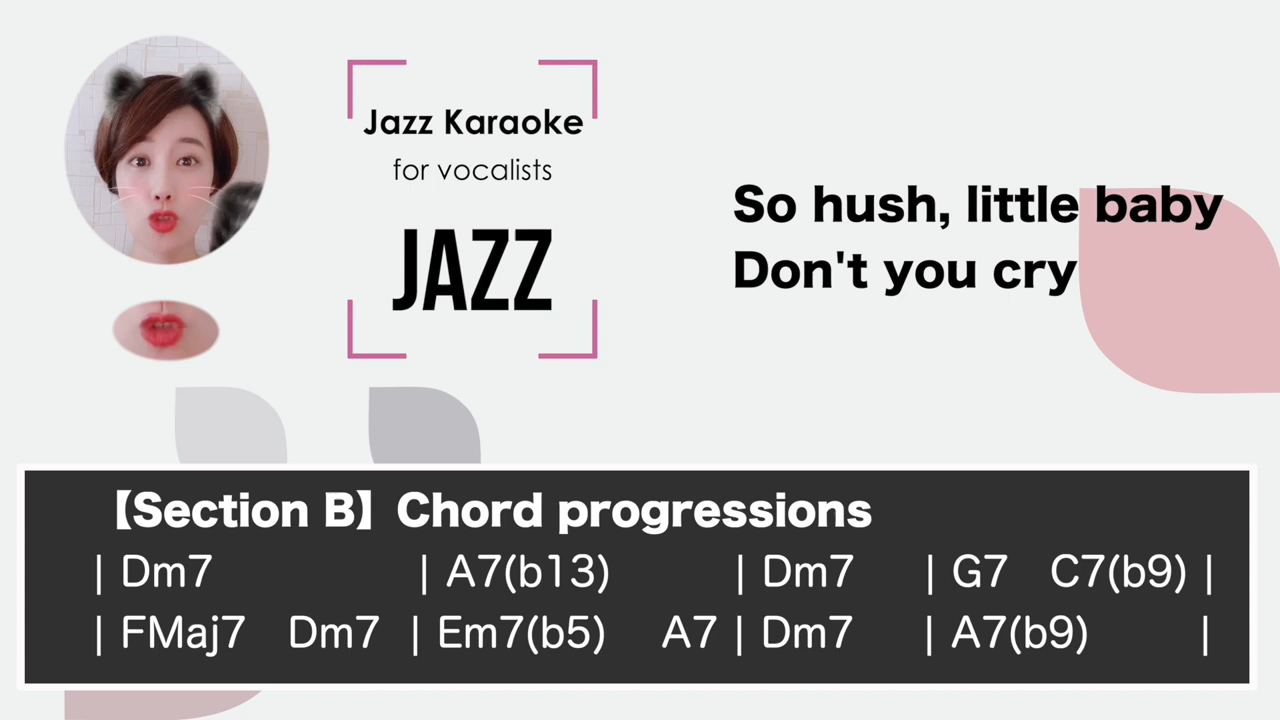 Jazz Karaoke
for vocalists
JAZZ
So hush, little baby
Don't you cry
【Section B】Chord progressions
| Dm7 | A7(b13) | Dm7 | G7 C7(b9) |
| FMaj7 Dm7 | Em7(b5) A7 | Dm7 | A7(b9) |